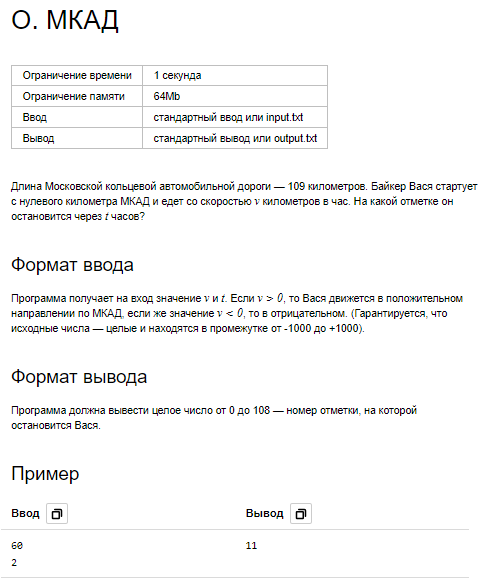 О. МКАД
Ограничение времени 1 секунда
Ограничение памяти 64Mb
Ввод стандартный ввод или input.txt
Вывод стандартный вывод или output.txt
Длина Московской кольцевой автомобильной дороги — 109 километров. Байкер Вася стартует
с нулевого километра МКАД и едет со скоростью v километров в час. На какой отметке он
остановится через t часов?
Формат ввода
Программа получает на вход значение v и t. Если v > 0, то Вася движется в положительном
направлении по МКАД, если же значение v < 0, то в отрицательном. (Гарантируется, что
исходные числа — целые и находятся в промежутке от -1000 до +1000).
Формат вывода
Программа должна вывести целое число от 0 до 108 — номер отметки, на которой
остановится Вася.
Пример
Ввод Вывод
60 11
2